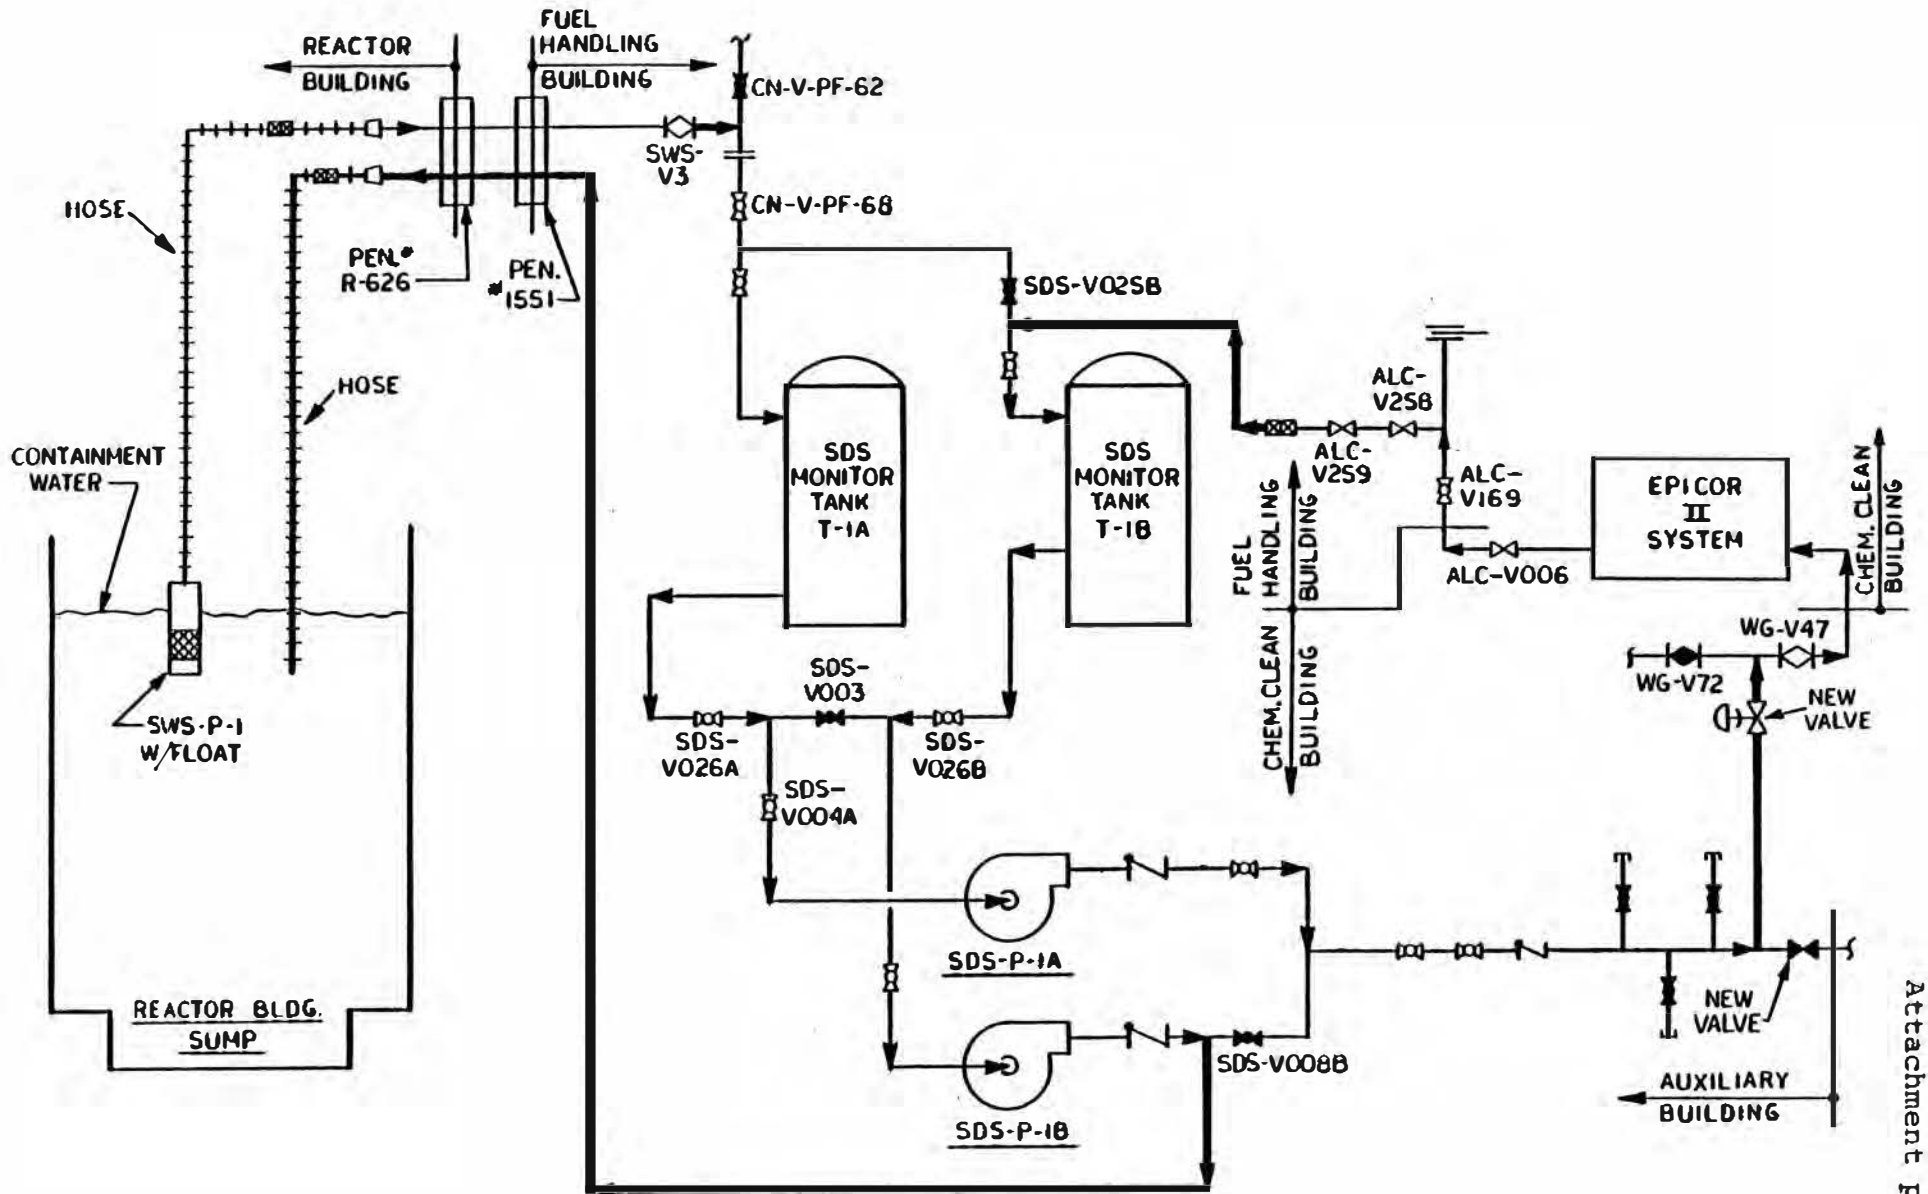 FUEL
HANDLING
BUILDING
REACTOR
BUILDING
CN-V-PF-62
SWS-
V3
CN-V-PF-68
HOSE
PEN.#
R-626
PEN.
# 1551
SDS-V025B
HOSE
ALC-
V258
CONTAINMENT
WATER
SDS
MONITOR
TANK
T-1A
SDS
MONITOR
TANK
T-1B
ALC-
V259
ALC-
V169
EPICOR
II
SYSTEM
CHEM. CLEAN
BUILDING
FUEL
HANDLING
BUILDING
ALC-V006
CHEM. CLEAN
BUILDING
WG-V47
WG-V72
NEW
VALVE
SWS-P-1
W/FLOAT
SDS-
V003
SDS-
V026A
SDS-
V026B
SDS-
V004A
SDS-P-1A
REACTOR BLDG.
SUMP
NEW
VALVE
SDS-V008B
SDS-P-1B
AUXILIARY
BUILDING
Attachment